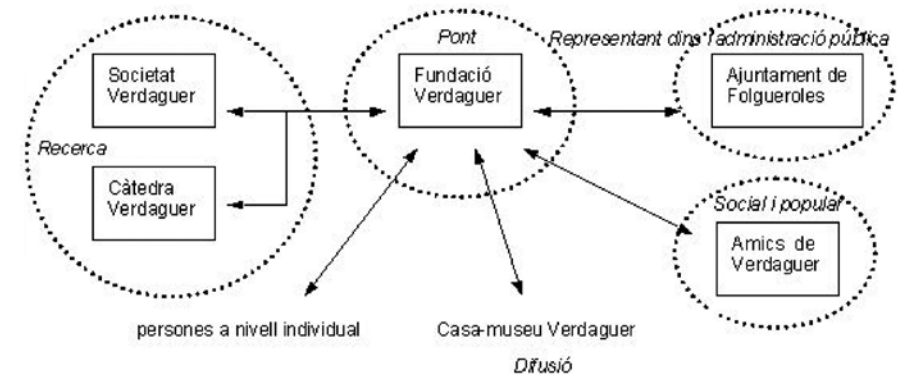 Pont
Representant dins l'administració pública
Societat
Verdaguer
Fundació
Verdaguer
Ajuntament de
Folgueroles
Recerca
Càtedra
Verdaguer
Social i popular
Amics de
Verdaguer
persones a nivell individual
Casa-museu Verdaguer
Difusió